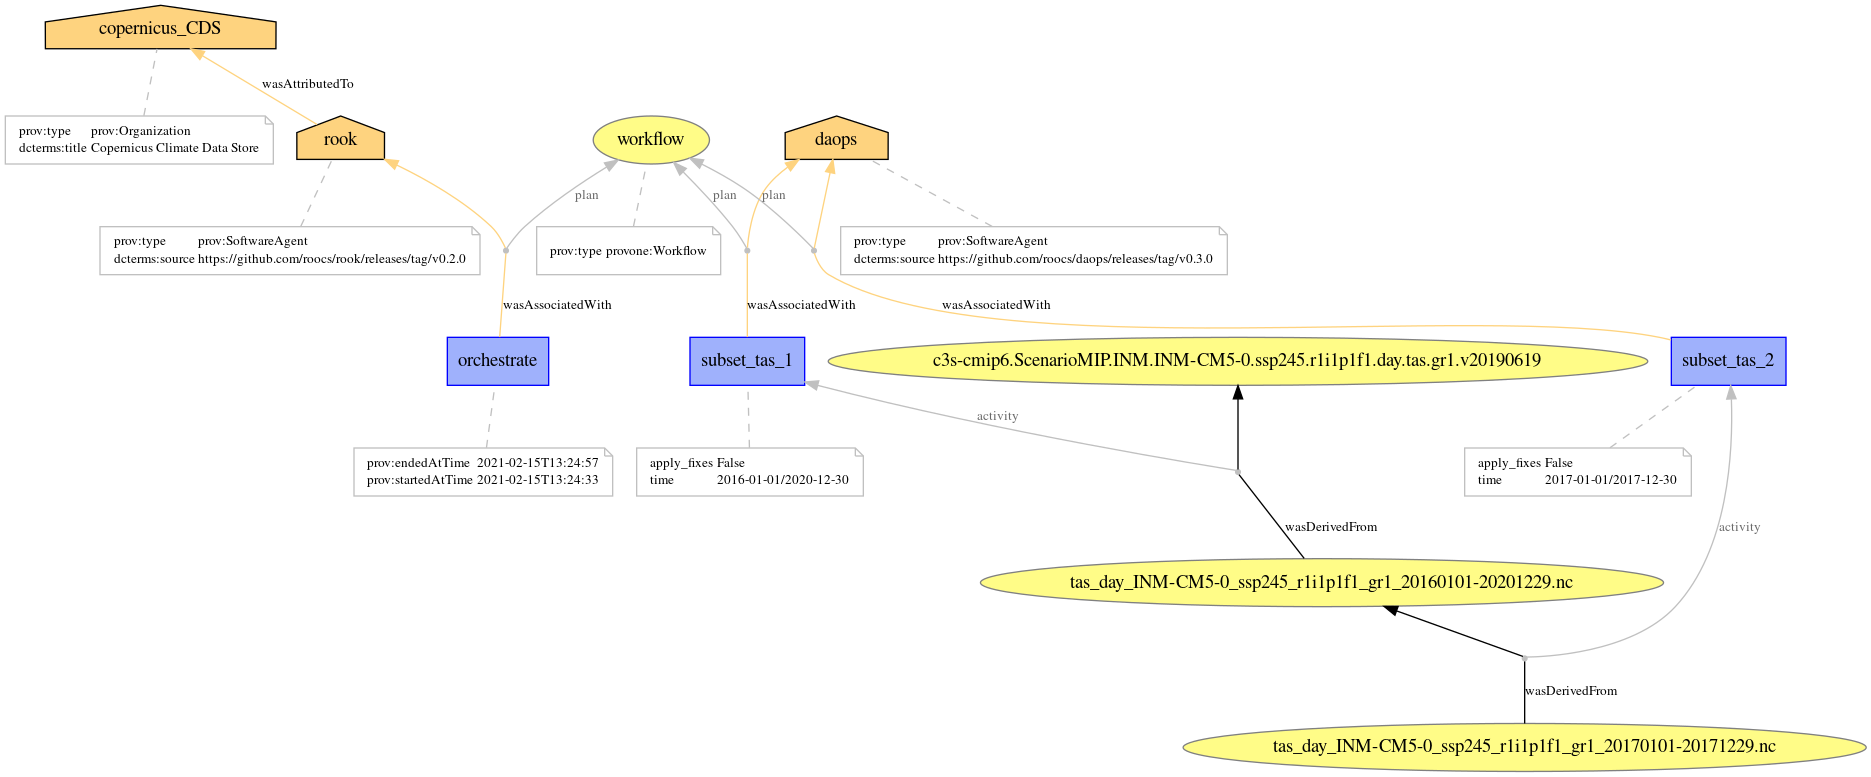 copernicus_CDS
wasAttributedTo
prov:type prov:Organization
dcterms:title Copernicus Climate Data Store
rook
workflow
daops
plan
plan
plan
prov:type prov:SoftwareAgent
dcterms:source https://github.com/roocs/rook/releases/tag/v0.2.0
prov:type provone:Workflow
prov:type prov:SoftwareAgent
dcterms:source https://github.com/roocs/daops/releases/tag/v0.3.0
wasAssociatedWith
wasAssociatedWith
wasAssociatedWith
orchestrate
subset_tas_1
c3s-cmip6.ScenarioMIP.INM.INM-CM5-0.ssp245.r1i1p1f1.day.tas.gr1.v20190619
subset_tas_2
activity
prov:endedAtTime 2021-02-15T13:24:57
prov:startedAtTime 2021-02-15T13:24:33
apply_fixes False
time 2016-01-01/2020-12-30
apply_fixes False
time 2017-01-01/2017-12-30
wasDerivedFrom
activity
tas_day_INM-CM5-0_ssp245_r1i1p1f1_gr1_20160101-20201229.nc
wasDerivedFrom
tas_day_INM-CM5-0_ssp245_r1i1p1f1_gr1_20170101-20171229.nc